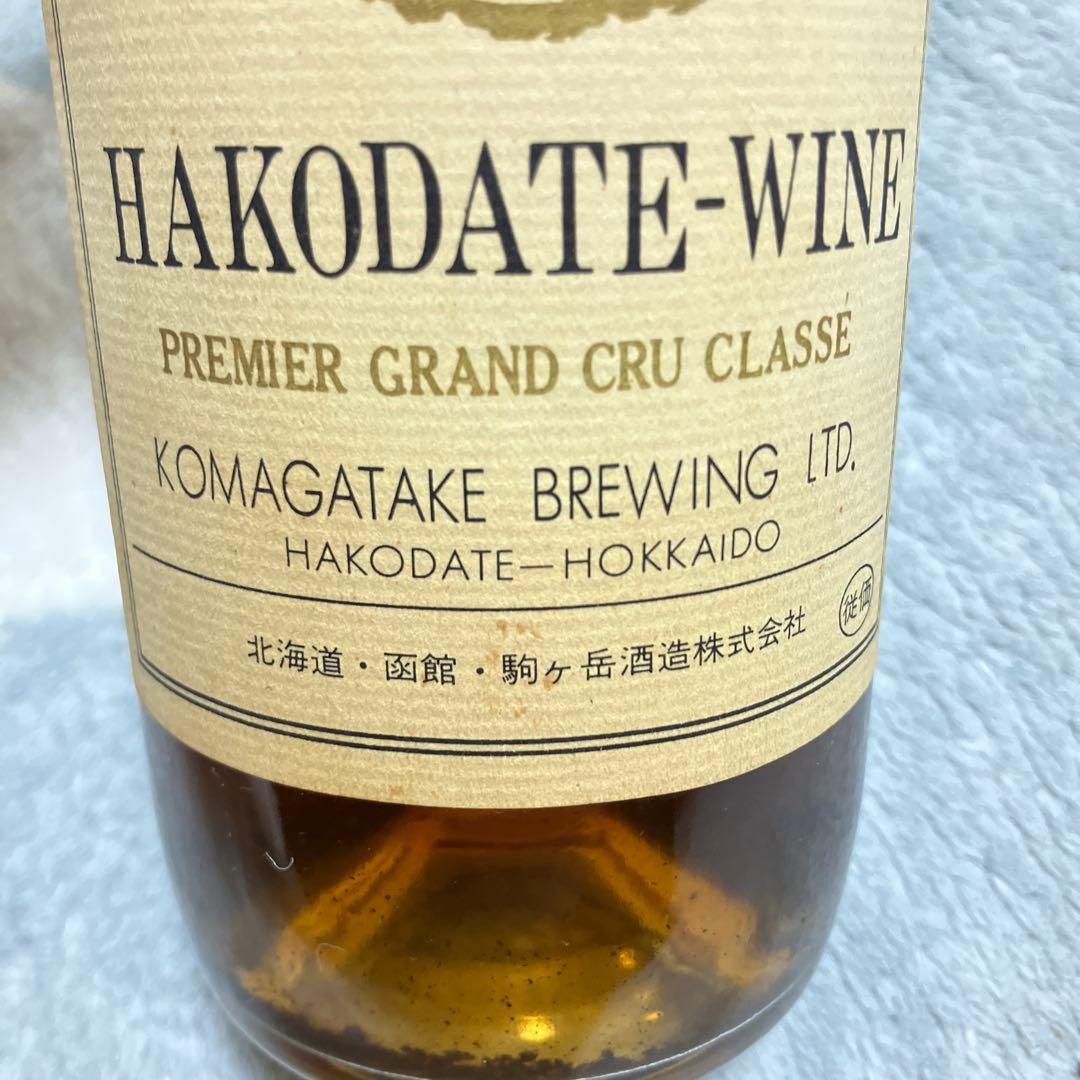 HAKODATE-WINE
PREMIER GRAND CRU CLASSÉ
KOMAGATAKE BREWING LTD.
HAKODATE—HOKKAIDO
従価
北海道・函館・駒ヶ岳酒造株式会社